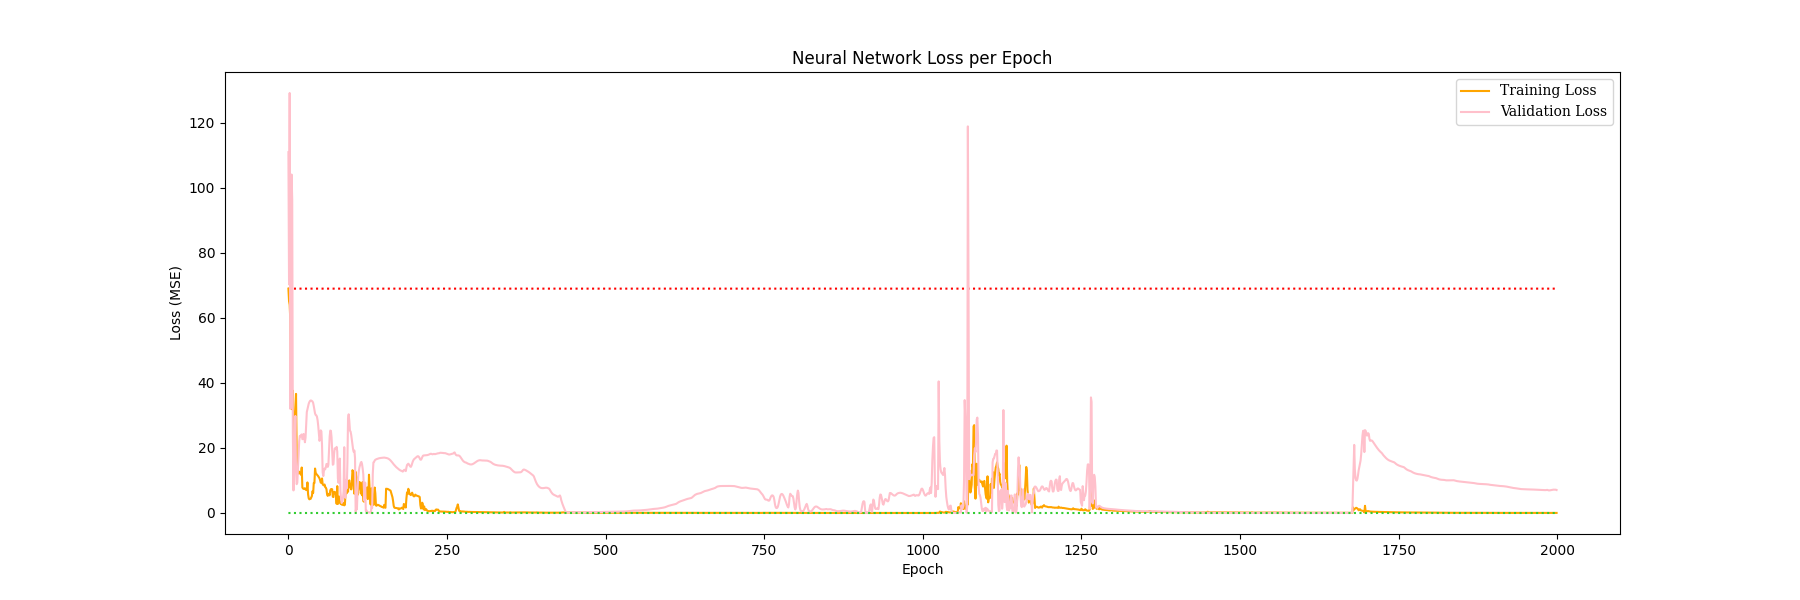 Neural Network Loss per Epoch
Training Loss
Validation Loss
120
100
80
60
40
20
0
Loss (MSE)
0 250 500 750 1000 1250 1500 1750 2000
Epoch